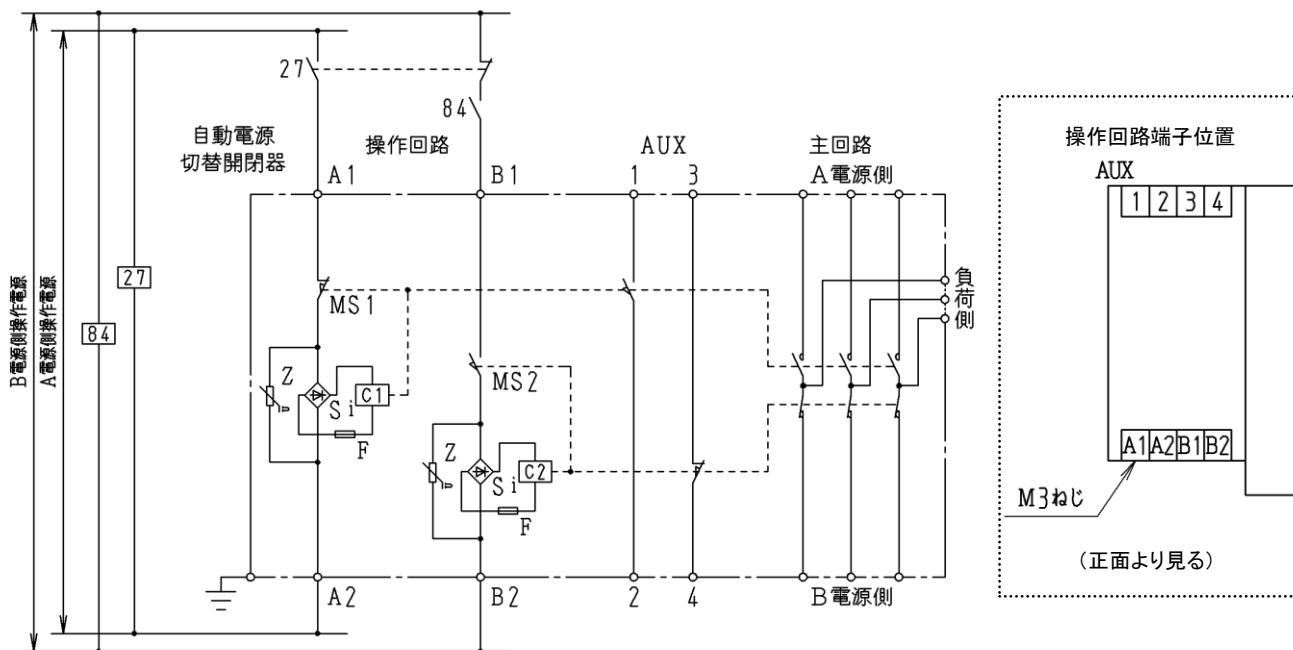 27
84
自動電源
切替開閉器
操作回路
AUX
主回路
A1
B1
1
3
A電源側
B電源側操作電源
A電源側操作電源
27
84
MS1
MS2
負
荷
側
Z
Si
C1
F
Z
Si
C2
F
A2
B2
2
4
B電源側
操作回路端子位置
AUX
1 2 3 4
A1 A2 B1 B2
M3ねじ
(正面より見る)